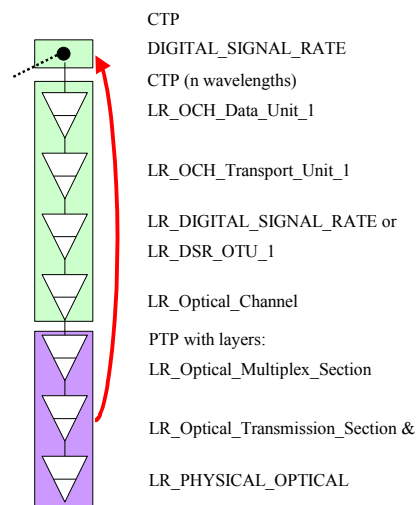 CTP
DIGITAL_SIGNAL_RATE
CTP (n wavelengths)
LR_OCH_Data_Unit_1
LR_OCH_Transport_Unit_1
LR_DIGITAL_SIGNAL_RATE or
LR_DSR_OTU_1
LR_Optical_Channel
PTP with layers:
LR_Optical_Multiplex_Section
LR_Optical_Transmission_Section &
LR_PHYSICAL_OPTICAL